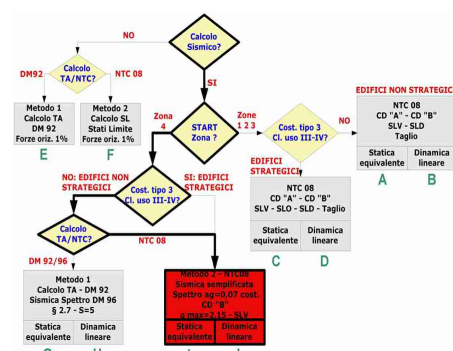 NO
Calcolo
Sismico?
DM92
Calcolo
TA/NTC?
NTC 08
SI
Metodo 1
Calcolo TA
DM 92
Forze oriz. 1%
Metodo 2
Calcolo SL
Stati Limite
Forze oriz. 1%
E
F
Zona
4
START
Zona ?
Zone
1 2 3
Cost. tipo 3
Cl. uso III-IV?
NO
EDIFICI NON STRATEGICI
NTC 08
CD "A" - CD "B"
SLV - SLD
Taglio
Statica
equivalente
Dinamica
lineare
A
B
EDIFICI
STRATEGICI
NTC 08
CD "A" - CD "B"
SLV - SLO - SLD - Taglio
Statica
equivalente
Dinamica
lineare
C
D
NO: EDIFICI NON
STRATEGICI
Cost. tipo 3
Cl. uso III-IV?
SI: EDIFICI
STRATEGICI
Calcolo
TA/NTC?
NTC 08
DM 92/96
Metodo 1
Calcolo TA - DM 92
Sismica Spettro DM 96
§ 2.7 - S=5
Statica
equivalente
Dinamica
lineare
Metodo 2 - NTC08
Sismica semplificata
Spettro ag=0,07 cost.
CD "B"
q max=2,15 - SLV
Statica
equivalente
Dinamica
lineare